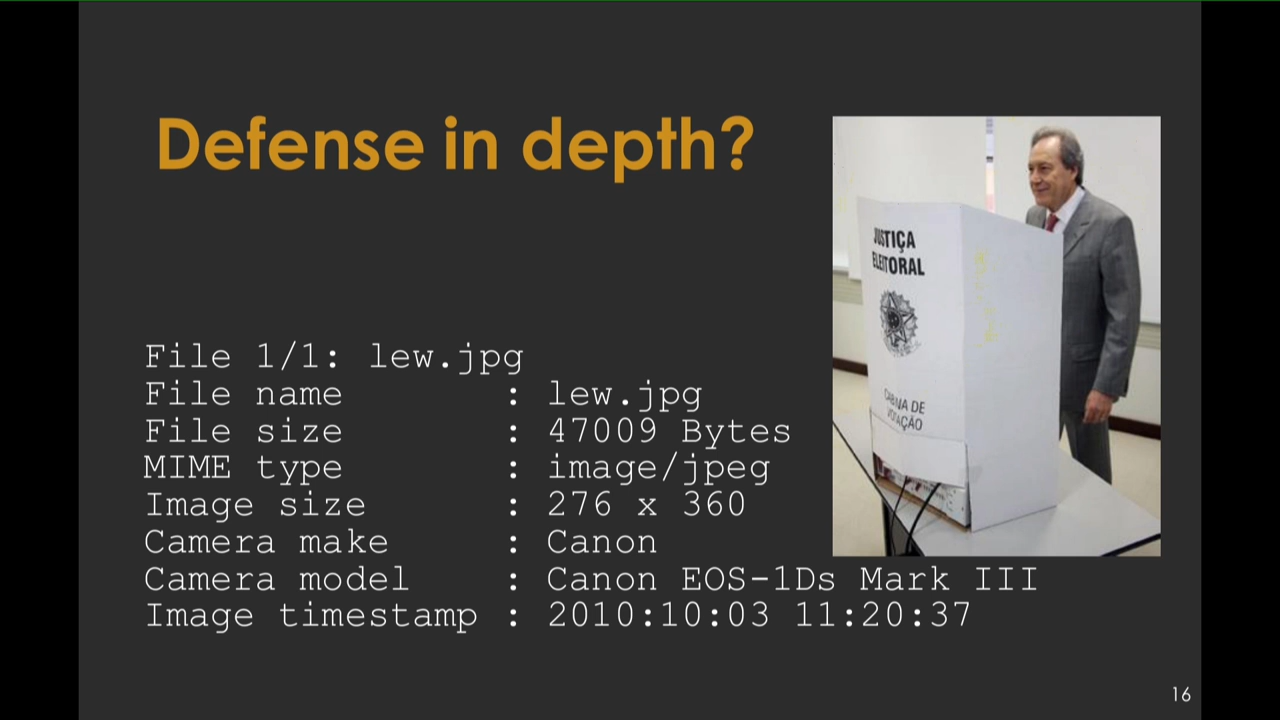 Defense in depth?
JUSTIÇA
ELEITORAL
CABINA DE
VOTAÇÃO
File 1/1: lew.jpg
File name : lew.jpg
File size : 47009 Bytes
MIME type : image/jpeg
Image size : 276 x 360
Camera make : Canon
Camera model : Canon EOS-1Ds Mark III
Image timestamp : 2010:10:03 11:20:37
16